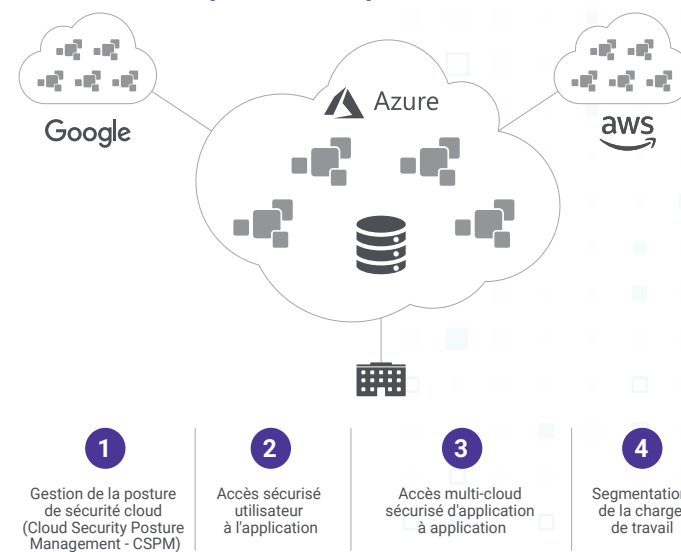 Azure
Google
aws
1
2
3
4
Gestion de la posture
de sécurité cloud
(Cloud Security Posture
Management - CSPM)
Accès sécurisé
utilisateur
à l'application
Accès multi-cloud
sécurisé d'application
à application
Segmentation
de la charge
de travail